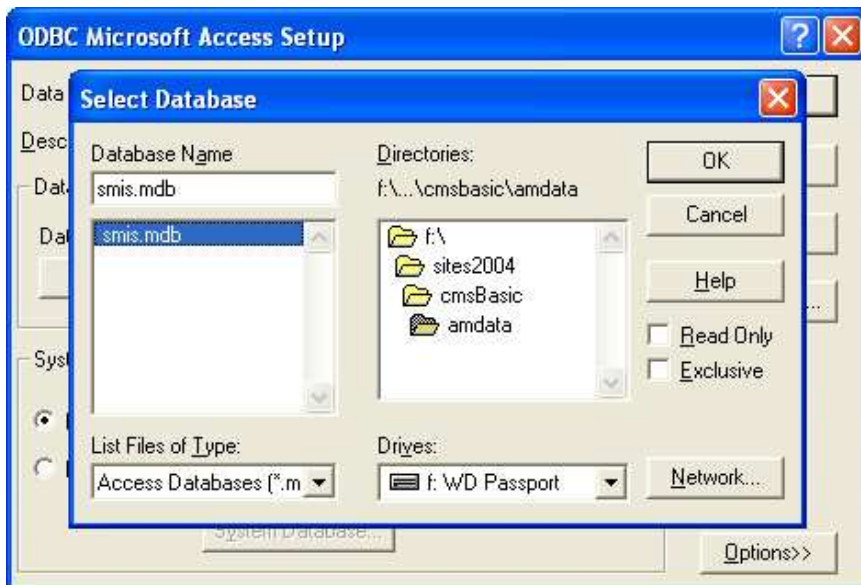 ODBC Microsoft Access Setup
Data
Select Database
Desc
Database Name
Directories:
OK
smis.mdb
f:\...\cmsbasic\amdata
Cancel
smis.mdb
f:\
sites2004
cmsBasic
amdata
Help
Read Only
Exclusive
Syst
List Files of Type:
Drives:
Access Databases (*.m
f: WD Passport
Network...
System Database...
Options>>